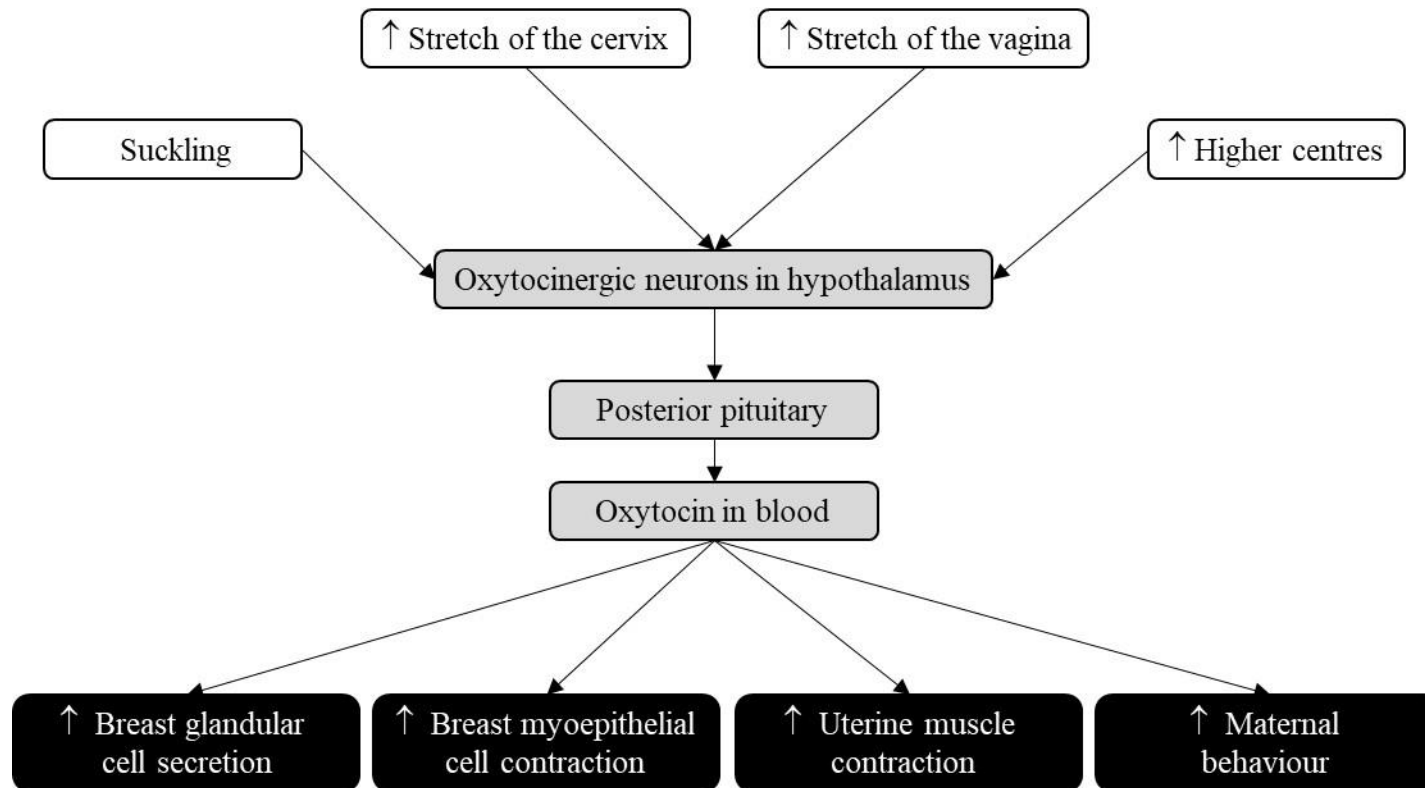 ↑ Stretch of the cervix
↑ Stretch of the vagina
Suckling
↑ Higher centres
Oxytocinergic neurons in hypothalamus
Posterior pituitary
Oxytocin in blood
↑ Breast glandular
cell secretion
↑ Breast myoepithelial
cell contraction
↑ Uterine muscle
contraction
↑ Maternal
behaviour